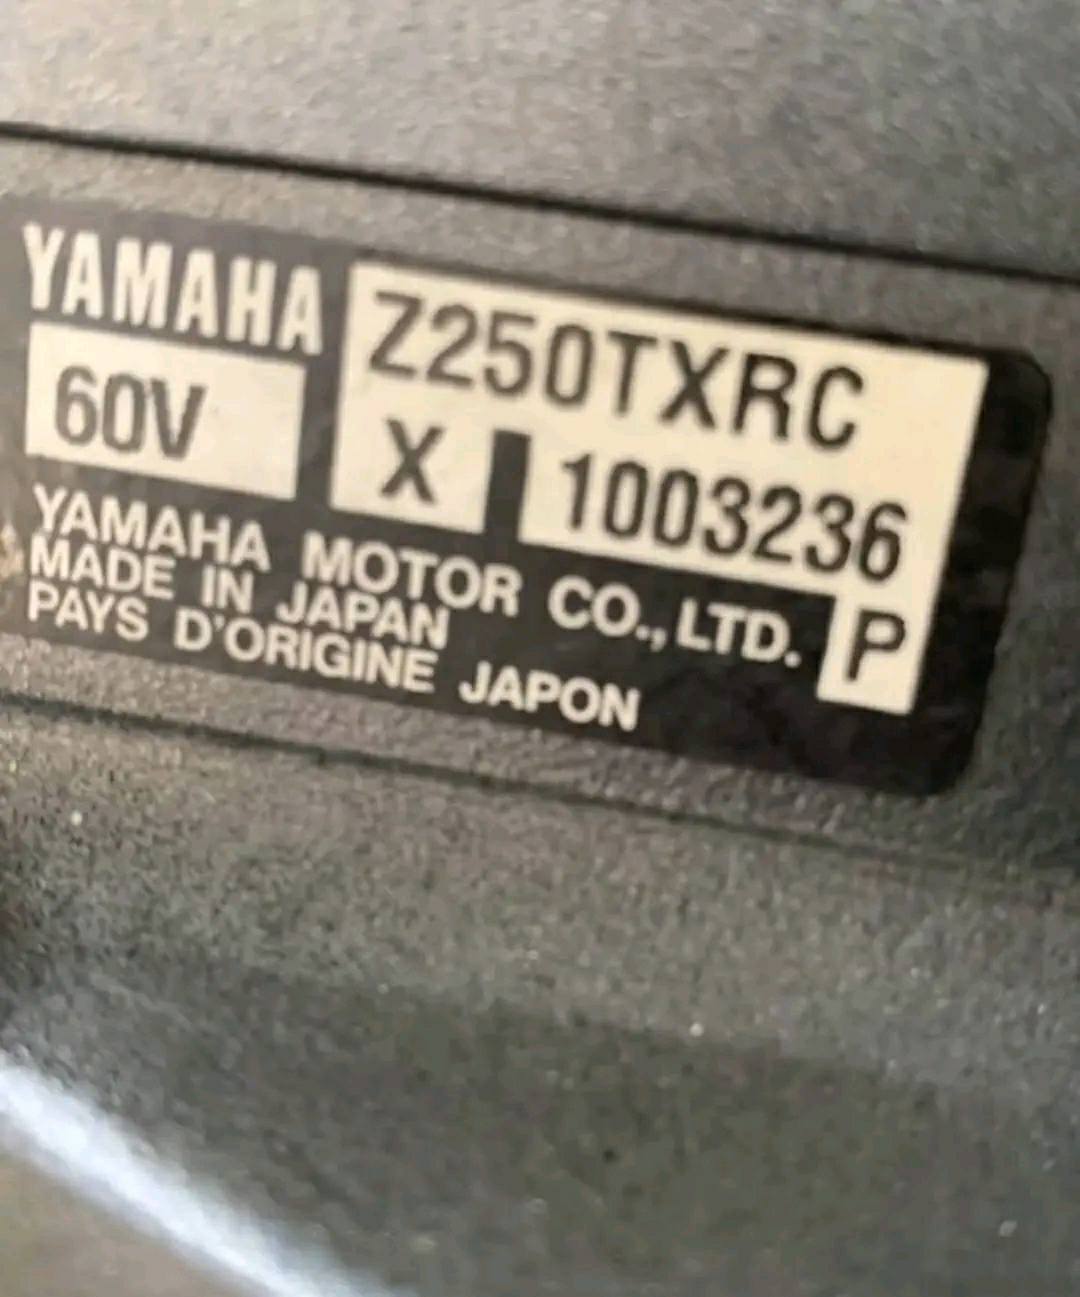 YAMAHA
Z250TXRC
60V
X 1003236
YAMAHA MOTOR CO., LTD.
MADE IN JAPAN
PAYS D'ORIGINE JAPON
P